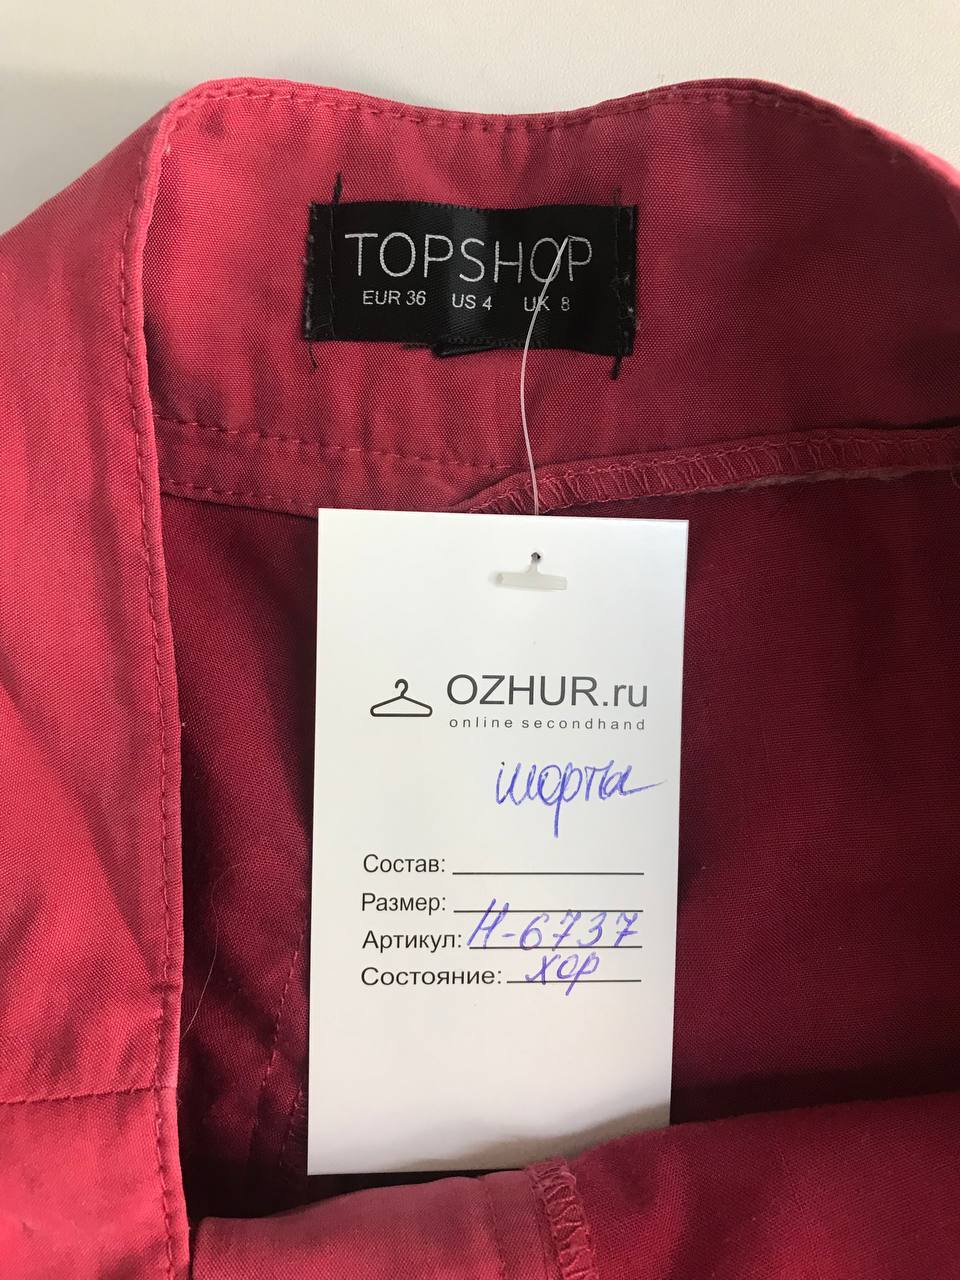 TOPSHOP
EUR 36 US 4 UK 8
OZHUR.ru
online secondhand
шорты
Состав:
Размер:
Артикул: Н-6737
Состояние: хор